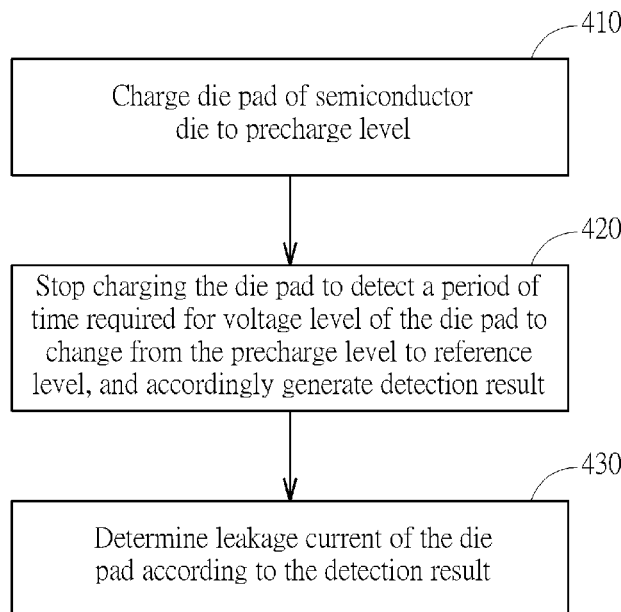 410
Charge die pad of semiconductor
die to precharge level
420
Stop charging the die pad to detect a period of
time required for voltage level of the die pad to
change from the precharge level to reference
level, and accordingly generate detection result
430
Determine leakage current of the die
pad according to the detection result